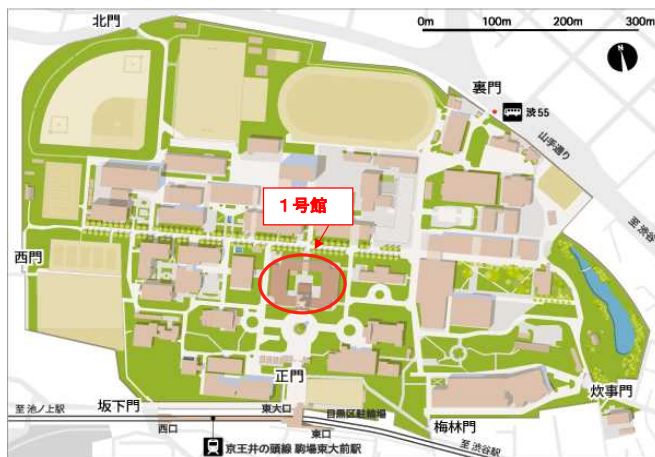 北門
0m 100m 200m 300m
N
裏門
渋55
山手通り
至 渋谷
1号館
西門
正門
炊事門
坂下門
至 池ノ上駅
東大口
目黒区駐輪場
梅林門
西口
東口
至 渋谷駅
京王井の頭線 駒場東大前駅